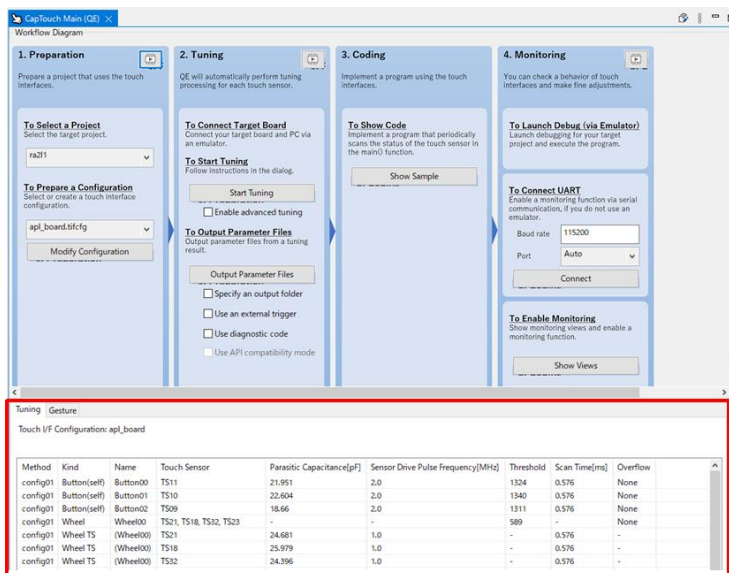 CapTouch Main (QE)
Workflow Diagram
1. Preparation
Prepare a project that uses the touch
interfaces.
To Select a Project
Select the target project.
ra2l1
To Prepare a Configuration
Select or create a touch interface
configuration.
apl_board.tifcfg
Modify Configuration
2. Tuning
QE will automatically perform tuning
processing for each touch sensor.
To Connect Target Board
Connect your target board and PC via
an emulator.
To Start Tuning
Follow instructions in the dialog.
Start Tuning
Enable advanced tuning
To Output Parameter Files
Output parameter files from a tuning
result.
Output Parameter Files
Specify an output folder
Use an external trigger
Use diagnostic code
Use API compatibility mode
3. Coding
Implement a program using the touch
interfaces.
To Show Code
Implement a program that periodically
scans the status of the touch sensor in
the main() function.
Show Sample
4. Monitoring
You can check a behavior of touch
interfaces and make fine adjustments.
To Launch Debug (via Emulator)
Launch debugging for your target
project and execute the program.
To Connect UART
Enable a monitoring function via serial
communication, if you do not use an
emulator.
Baud rate 115200
Port Auto
Connect
To Enable Monitoring
Show monitoring views and enable a
monitoring function.
Show Views
Tuning Gesture
Touch I/F Configuration: apl_board
Method Kind Name Touch Sensor Parasitic Capacitance[pF] Sensor Drive Pulse Frequency[MHz] Threshold Scan Time[ms] Overflow
config01 Button(self) Button00 TS11 21.951 2.0 1324 0.576 None
config01 Button(self) Button01 TS10 22.604 2.0 1340 0.576 None
config01 Button(self) Button02 TS09 18.66 2.0 1311 0.576 None
config01 Wheel Wheel00 TS21, TS18, TS32, TS23 - - 589 - None
config01 Wheel TS (Wheel00) TS21 24.681 1.0 - 0.576 -
config01 Wheel TS (Wheel00) TS18 25.979 1.0 - 0.576 -
config01 Wheel TS (Wheel00) TS32 24.396 1.0 - 0.576 -